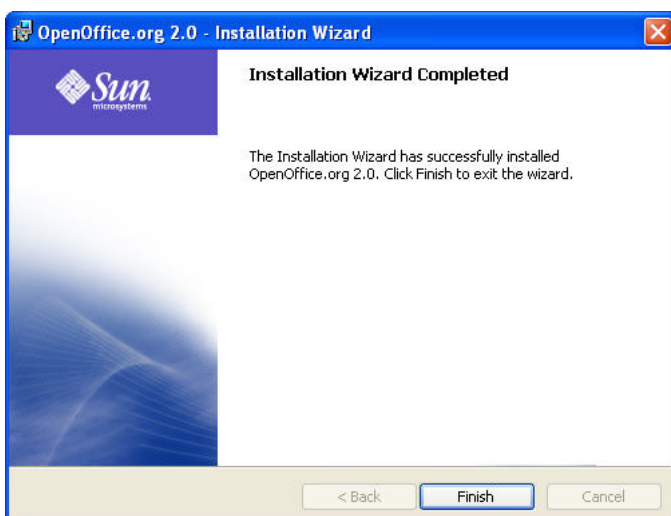 OpenOffice.org 2.0 - Installation Wizard
Sun
microsystems
Installation Wizard Completed
The Installation Wizard has successfully installed
OpenOffice.org 2.0. Click Finish to exit the wizard.
< Back Finish Cancel